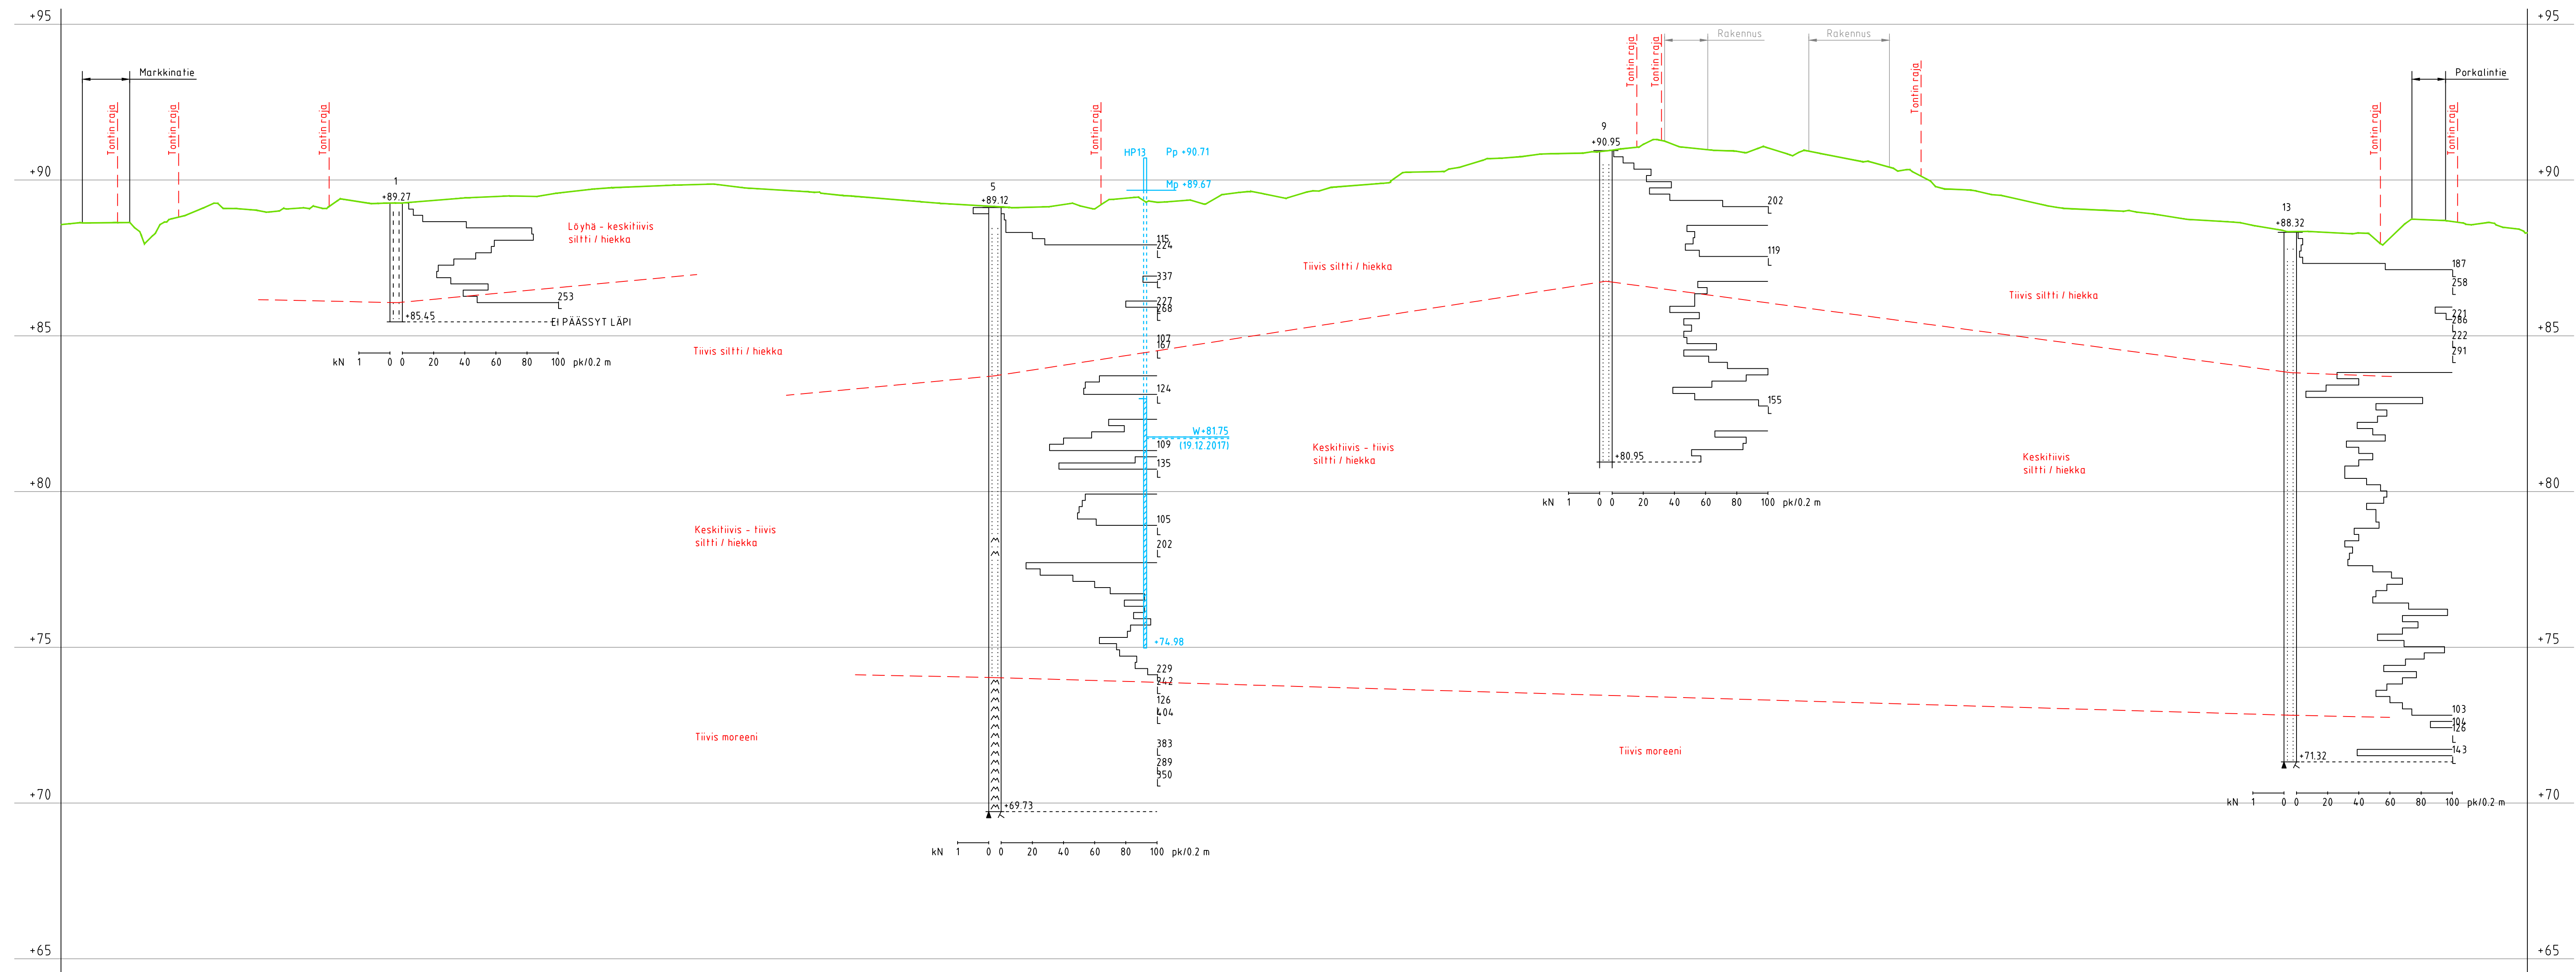 +95
+95
Rakennus
Rakennus
Markkinatie
Porkalintie
Tontin raja
Tontin raja
Tontin raja
Tontin raja
Tontin raja
Tontin raja
Tontin raja
Tontin raja
Tontin raja
+90
+90
1
+89.27
Löyhä - keskitiivis
siltti / hiekka
253
+85.45
EI PÄÄSSYT LÄPI
kN 1 0 0 20 40 60 80 100 pk/0.2 m
5
+89.12
115
224
337
227
268
107
167
124
109
135
105
202
229
242
126
404
383
289
350
+69.73
kN 1 0 0 20 40 60 80 100 pk/0.2 m
HP13
Pp +90.71
Mp +89.67
W+81.75
(19.12.2017)
+74.98
9
+90.95
202
119
155
+80.95
kN 1 0 0 20 40 60 80 100 pk/0.2 m
13
+88.32
187
258
221
286
222
291
103
104
126
143
+71.32
kN 1 0 0 20 40 60 80 100 pk/0.2 m
Tiivis siltti / hiekka
Tiivis siltti / hiekka
Tiivis siltti / hiekka
Keskitiivis - tiivis
siltti / hiekka
Keskitiivis - tiivis
siltti / hiekka
Keskitiivis
siltti / hiekka
Tiivis moreeni
Tiivis moreeni
+85
+85
+80
+80
+75
+75
+70
+70
+65
+65